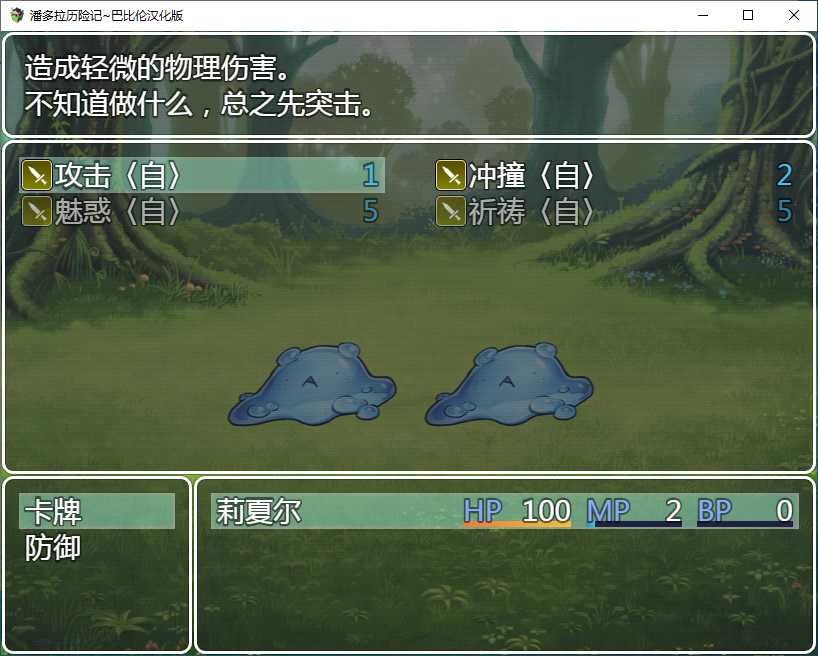 潘多拉历险记~巴比伦汉化版
造成轻微的物理伤害。
不知道做什么，总之先突击。
攻击〈自〉 1 冲撞〈自〉 2
魅惑〈自〉 5 祈祷〈自〉 5
卡牌
防御
莉夏尔 HP 100 MP 2 BP 0